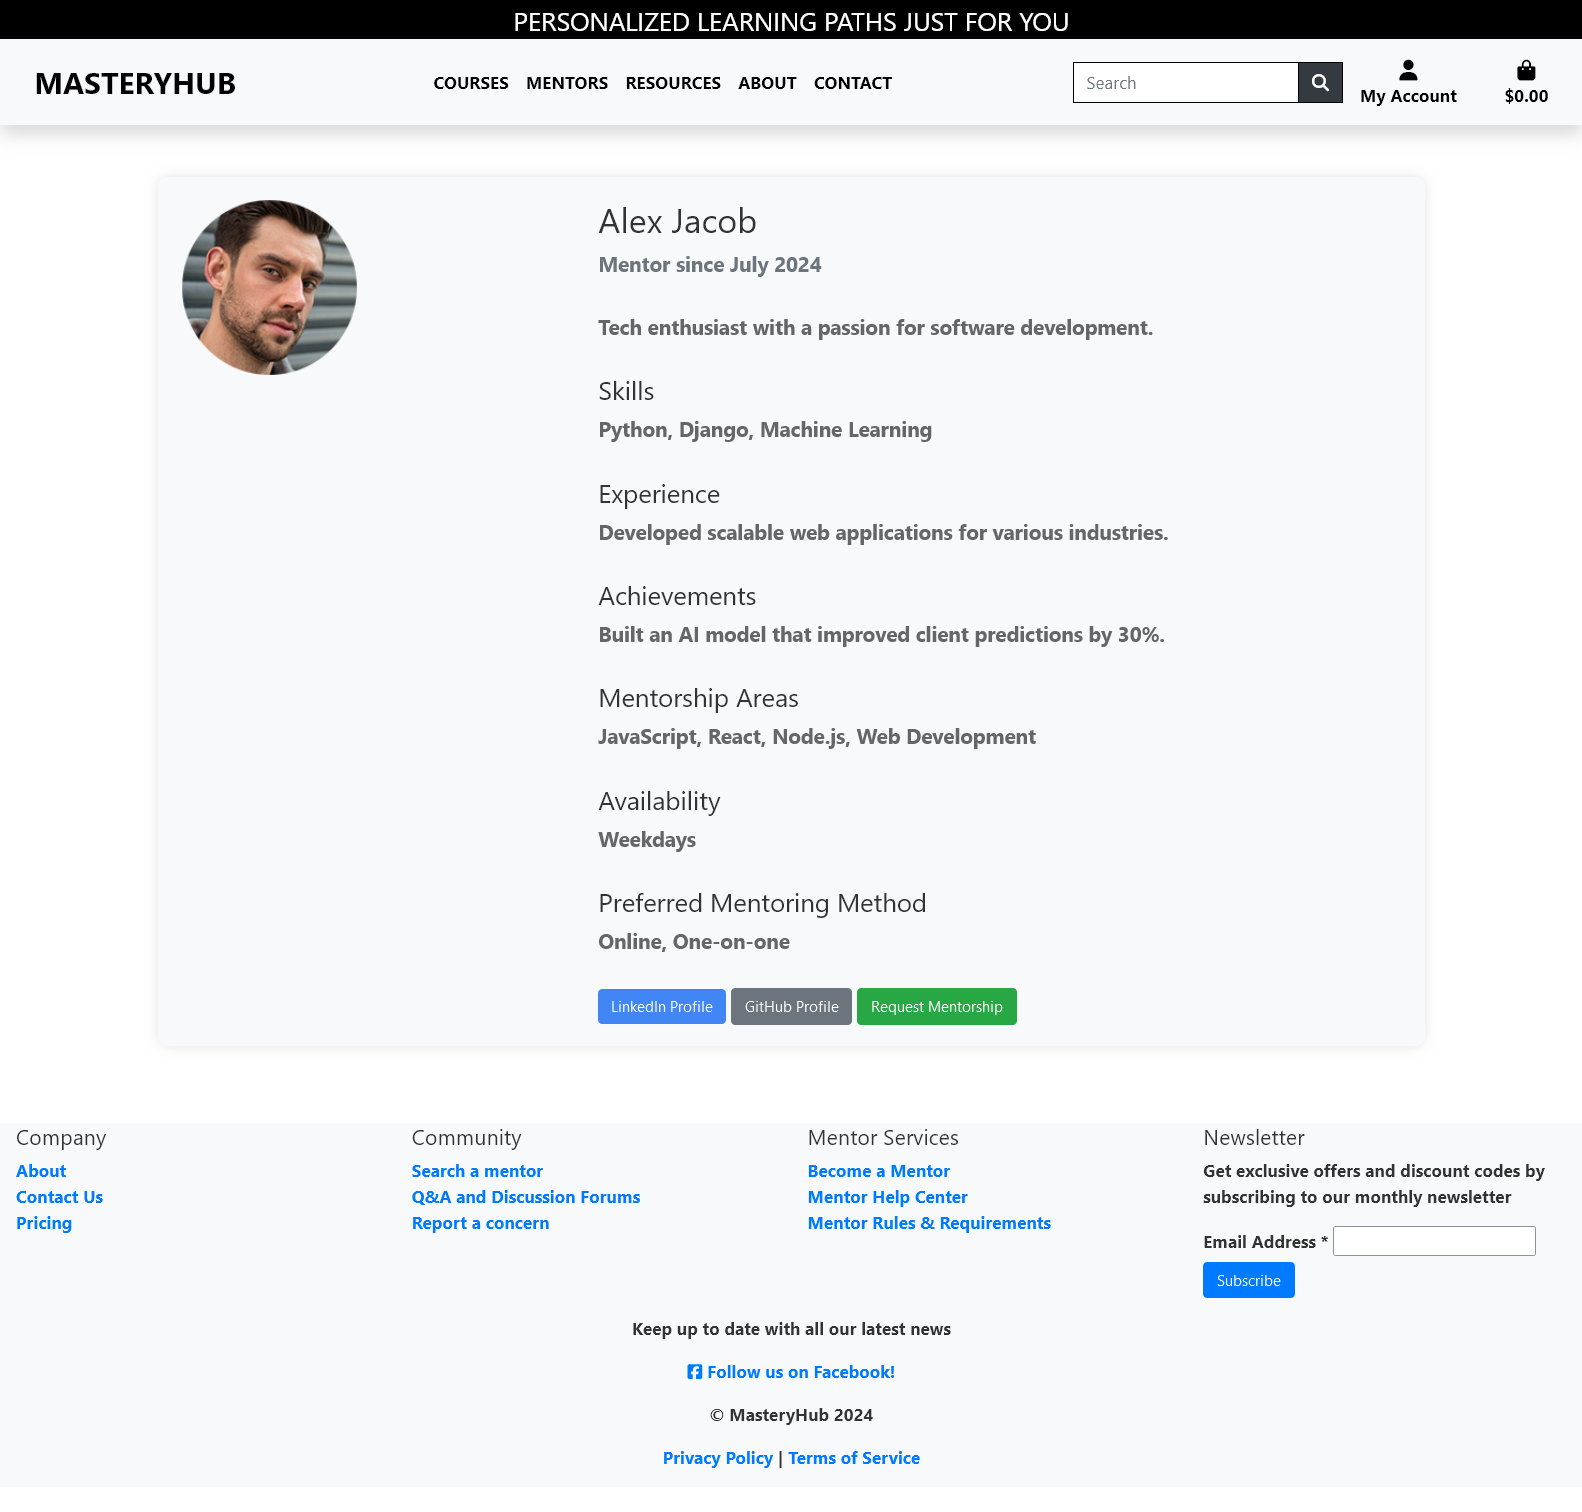 PERSONALIZED LEARNING PATHS JUST FOR YOU
MASTERYHUB
COURSES MENTORS RESOURCES ABOUT CONTACT
Search
My Account
$0.00
Alex Jacob
Mentor since July 2024
Tech enthusiast with a passion for software development.
Skills
Python, Django, Machine Learning
Experience
Developed scalable web applications for various industries.
Achievements
Built an AI model that improved client predictions by 30%.
Mentorship Areas
JavaScript, React, Node.js, Web Development
Availability
Weekdays
Preferred Mentoring Method
Online, One-on-one
LinkedIn Profile GitHub Profile Request Mentorship
Company
About
Contact Us
Pricing
Community
Search a mentor
Q&A and Discussion Forums
Report a concern
Mentor Services
Become a Mentor
Mentor Help Center
Mentor Rules & Requirements
Newsletter
Get exclusive offers and discount codes by
subscribing to our monthly newsletter
Email Address *
Subscribe
Keep up to date with all our latest news
Follow us on Facebook!
© MasteryHub 2024
Privacy Policy | Terms of Service